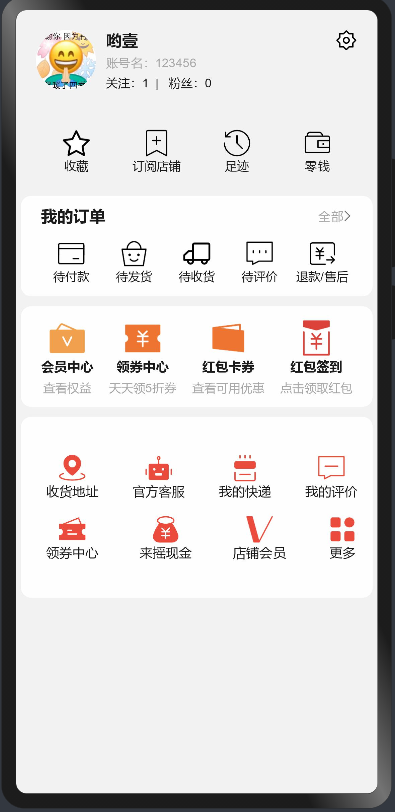 哟壹
账号名：123456
关注：1 | 粉丝：0
收藏 订阅店铺 足迹 零钱
我的订单 全部
待付款 待发货 待收货 待评价 退款/售后
会员中心 领券中心 红包卡券 红包签到
查看权益 天天领5折券 查看可用优惠 点击领取红包
收货地址 官方客服 我的快递 我的评价
领券中心 来摇现金 店铺会员 更多